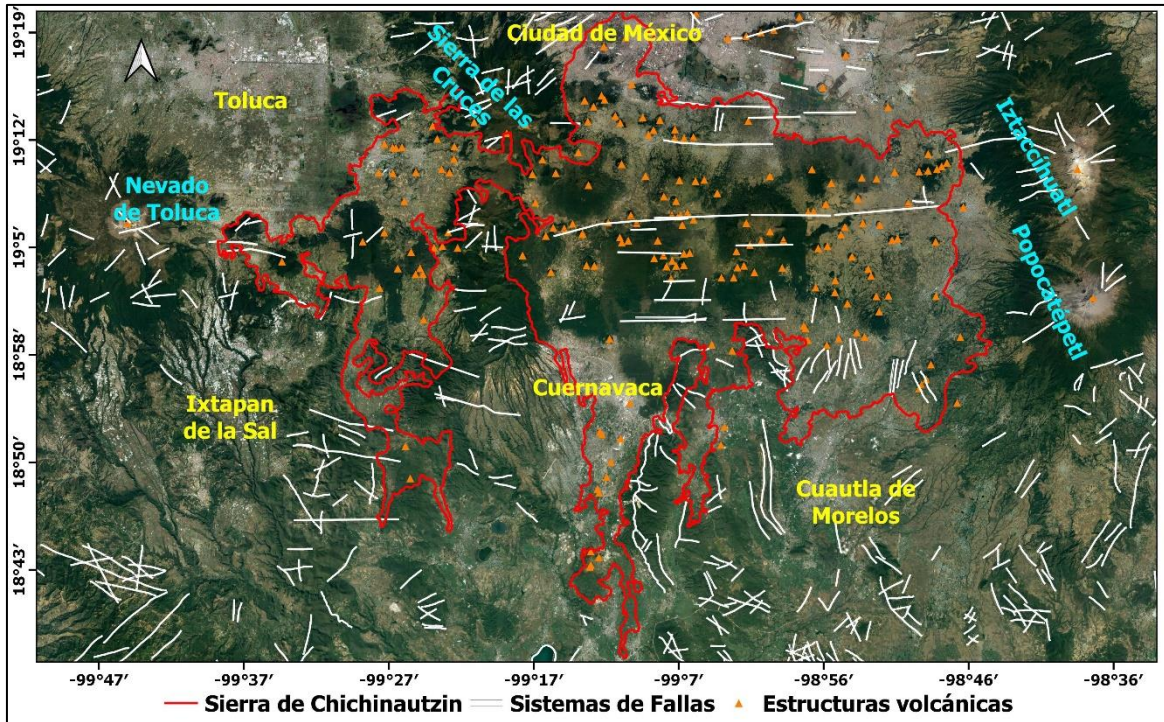 19°19′
19°12′
19°5′
18°58′
18°50′
18°43′
Ciudad de México
Sierra de las
Cruces
Toluca
Iztaccíhuatl
Nevado
de Toluca
Popocatépetl
Cuernavaca
Ixtapan
de la Sal
Cuautla de
Morelos
-99°47′ -99°37′ -99°27′ -99°17′ -99°07′ -98°56′ -98°46′ -98°36′
Sierra de Chichinautzin Sistemas de Fallas Estructuras volcánicas